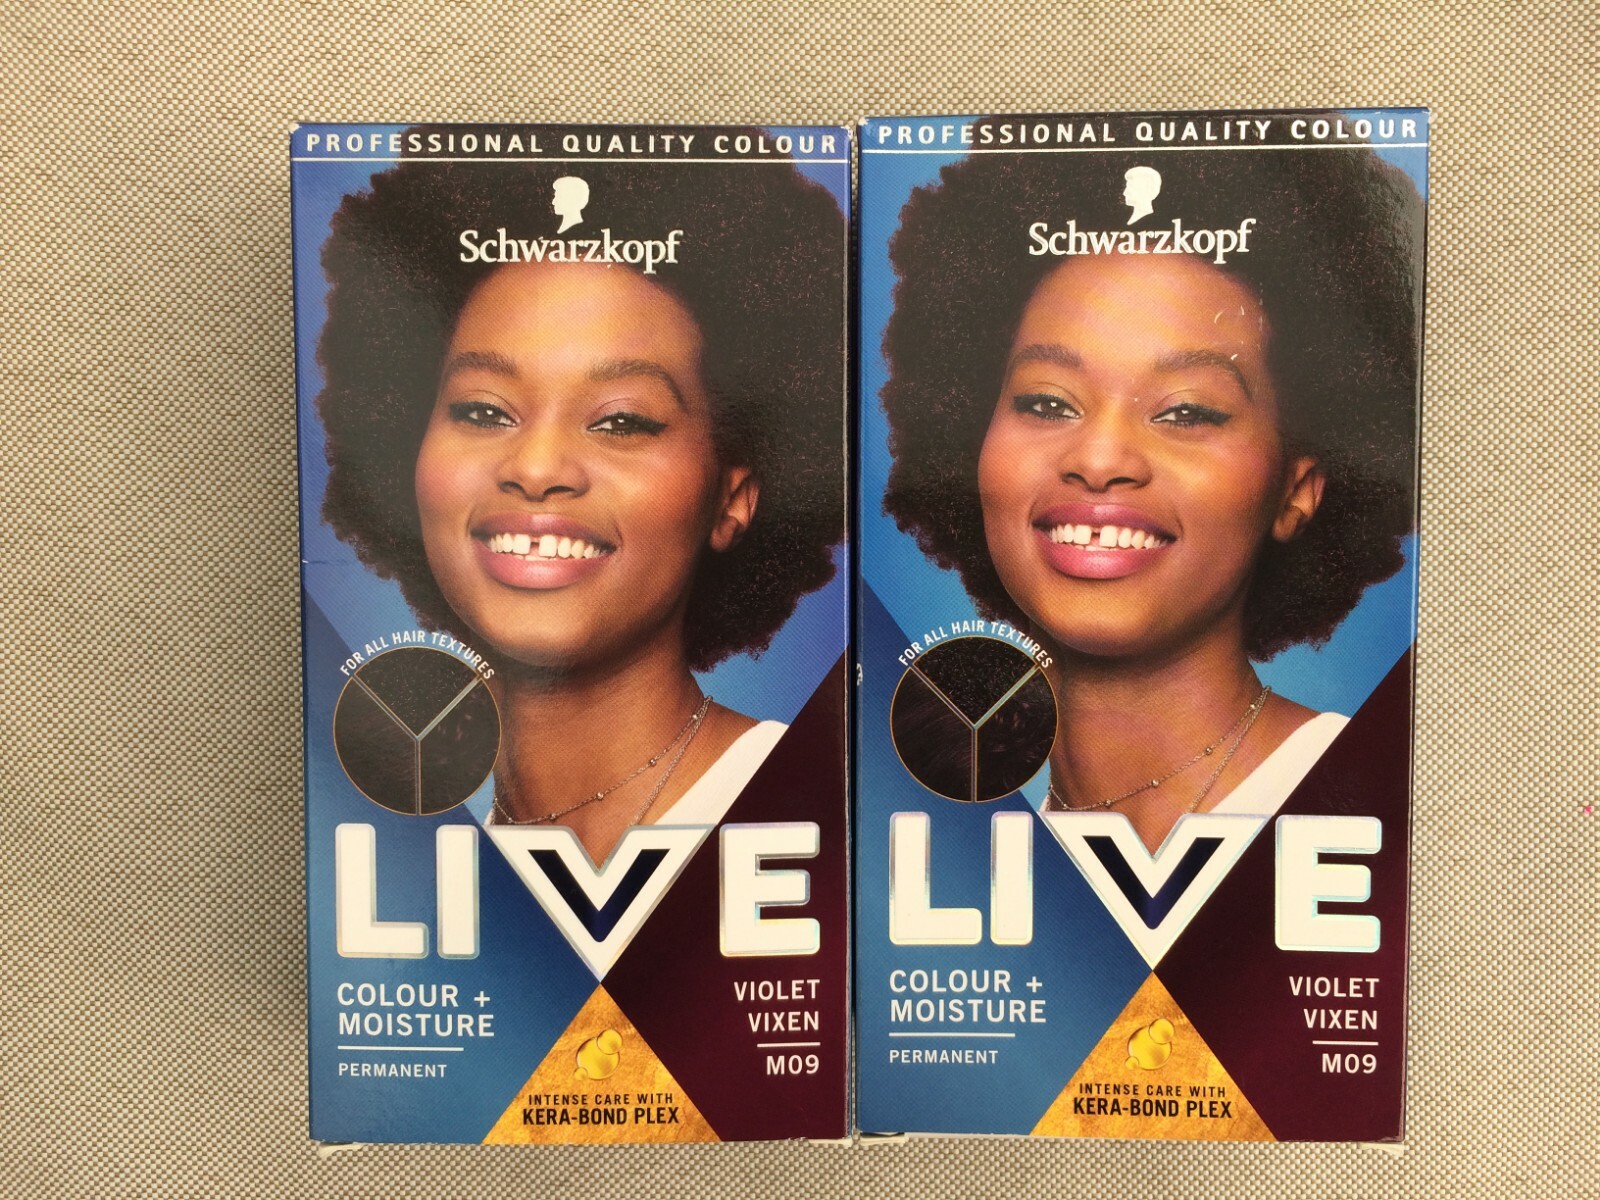 PROFESSIONAL QUALITY COLOUR
Schwarzkopf
FOR ALL HAIR TEXTURES
LIVE
COLOUR +
MOISTURE
PERMANENT
VIOLET
VIXEN
M09
INTENSE CARE WITH
KERA-BOND PLEX
PROFESSIONAL QUALITY COLOUR
Schwarzkopf
FOR ALL HAIR TEXTURES
LIVE
COLOUR +
MOISTURE
PERMANENT
VIOLET
VIXEN
M09
INTENSE CARE WITH
KERA-BOND PLEX